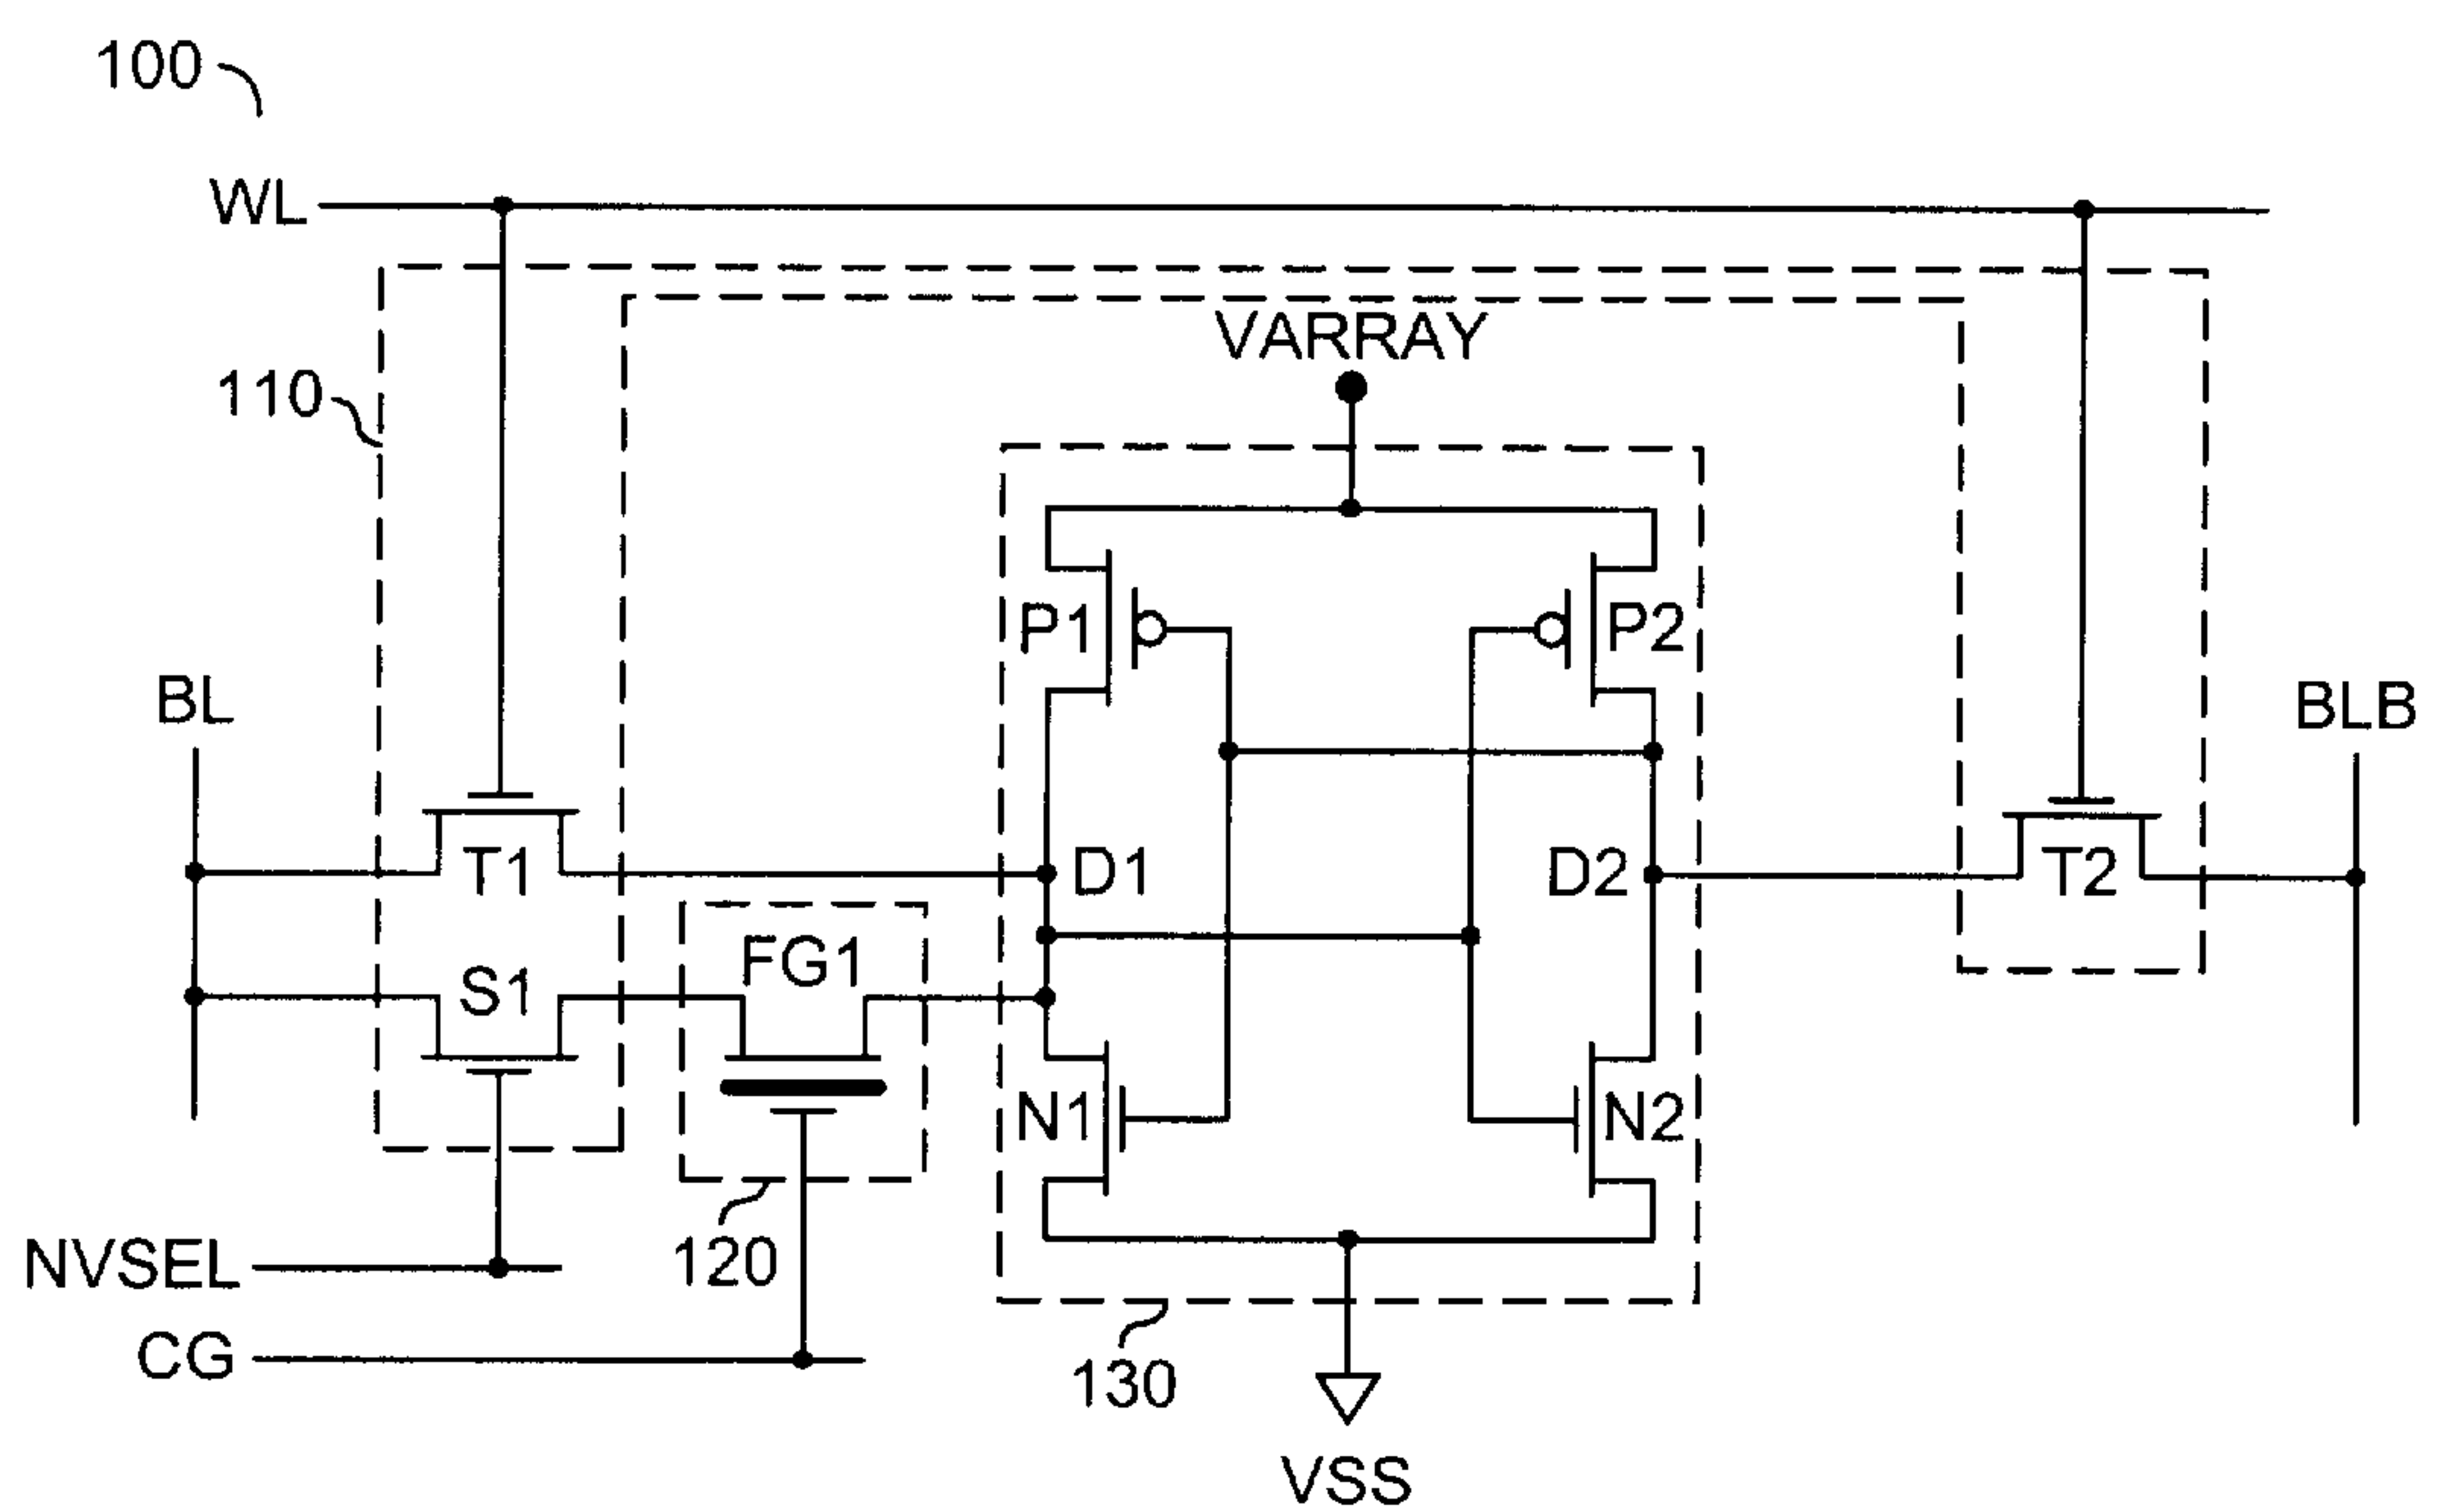 100
WL
VARRAY
110
P1
P2
BL
BLB
T1
D1
D2
T2
FG1
S1
N1
N2
NVSEL
120
CG
130
VSS